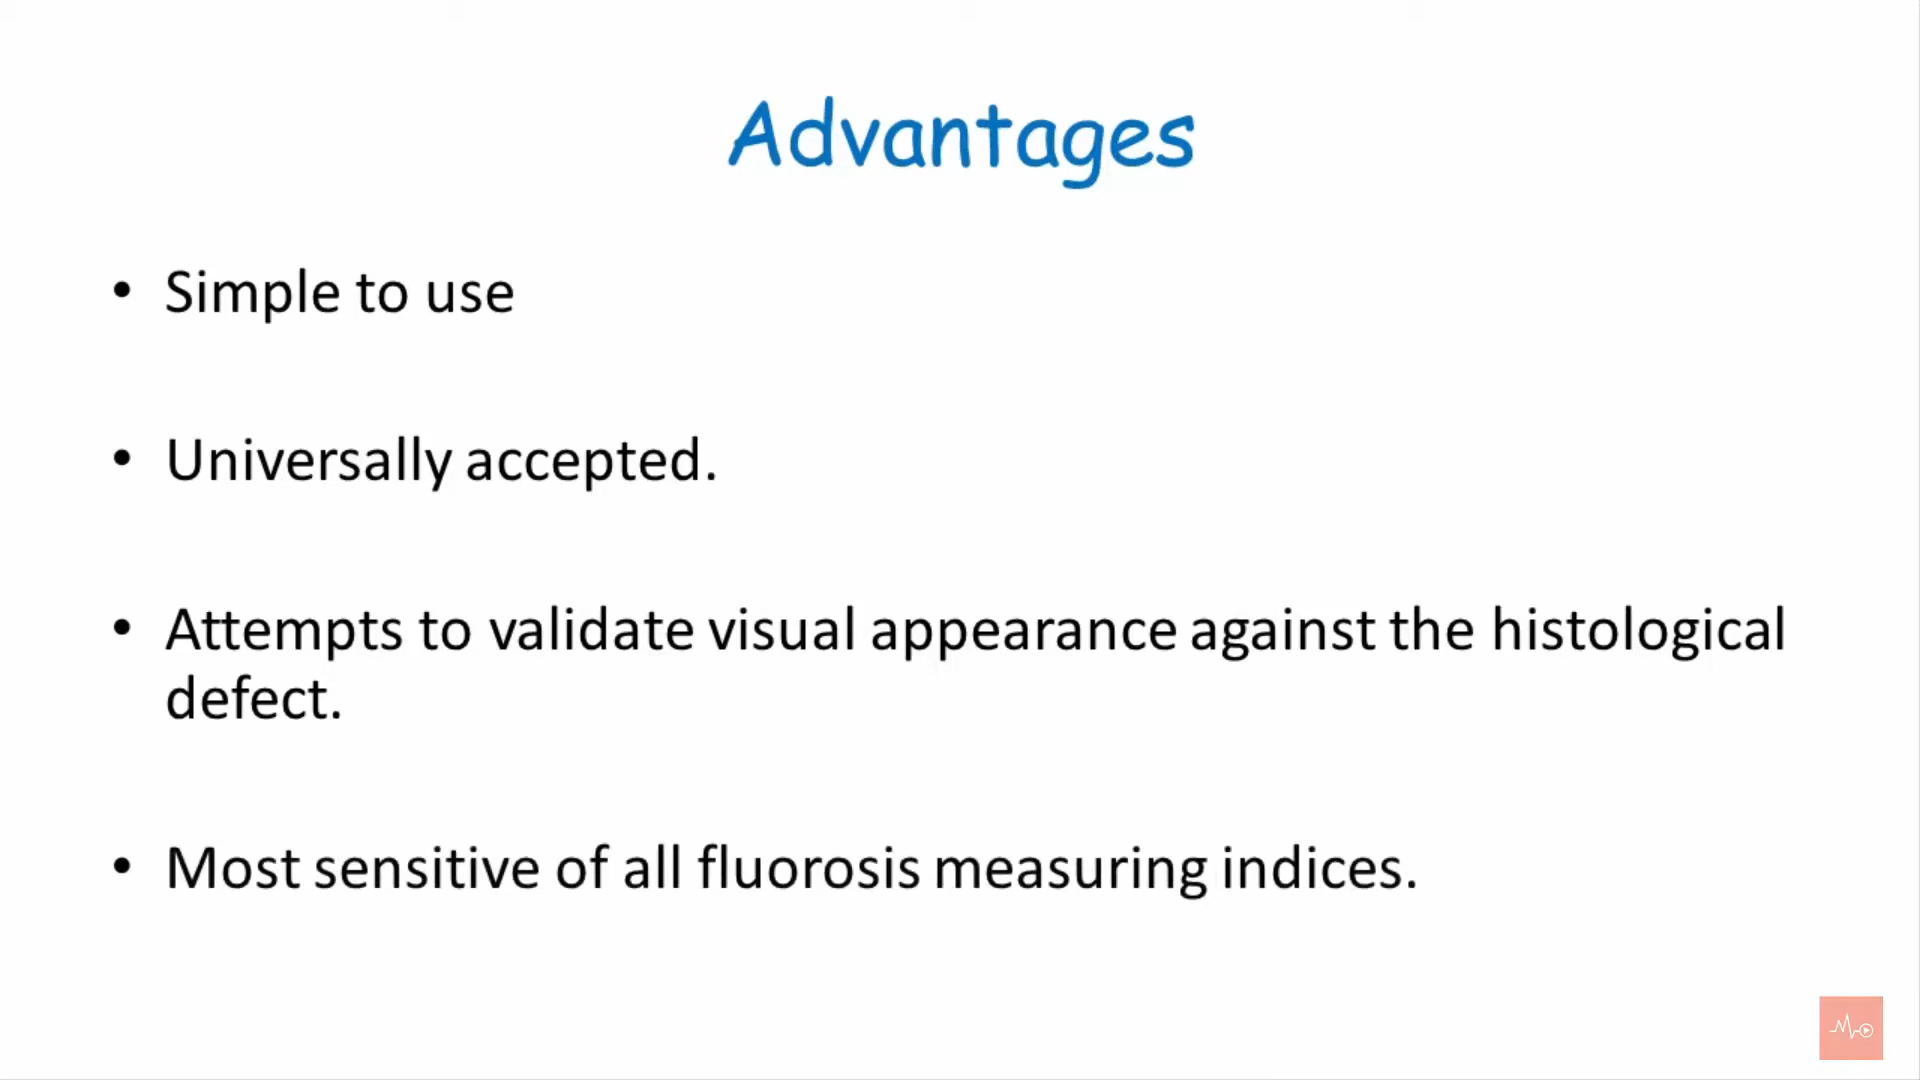 Advantages
• Simple to use
• Universally accepted.
• Attempts to validate visual appearance against the histological
defect.
• Most sensitive of all fluorosis measuring indices.